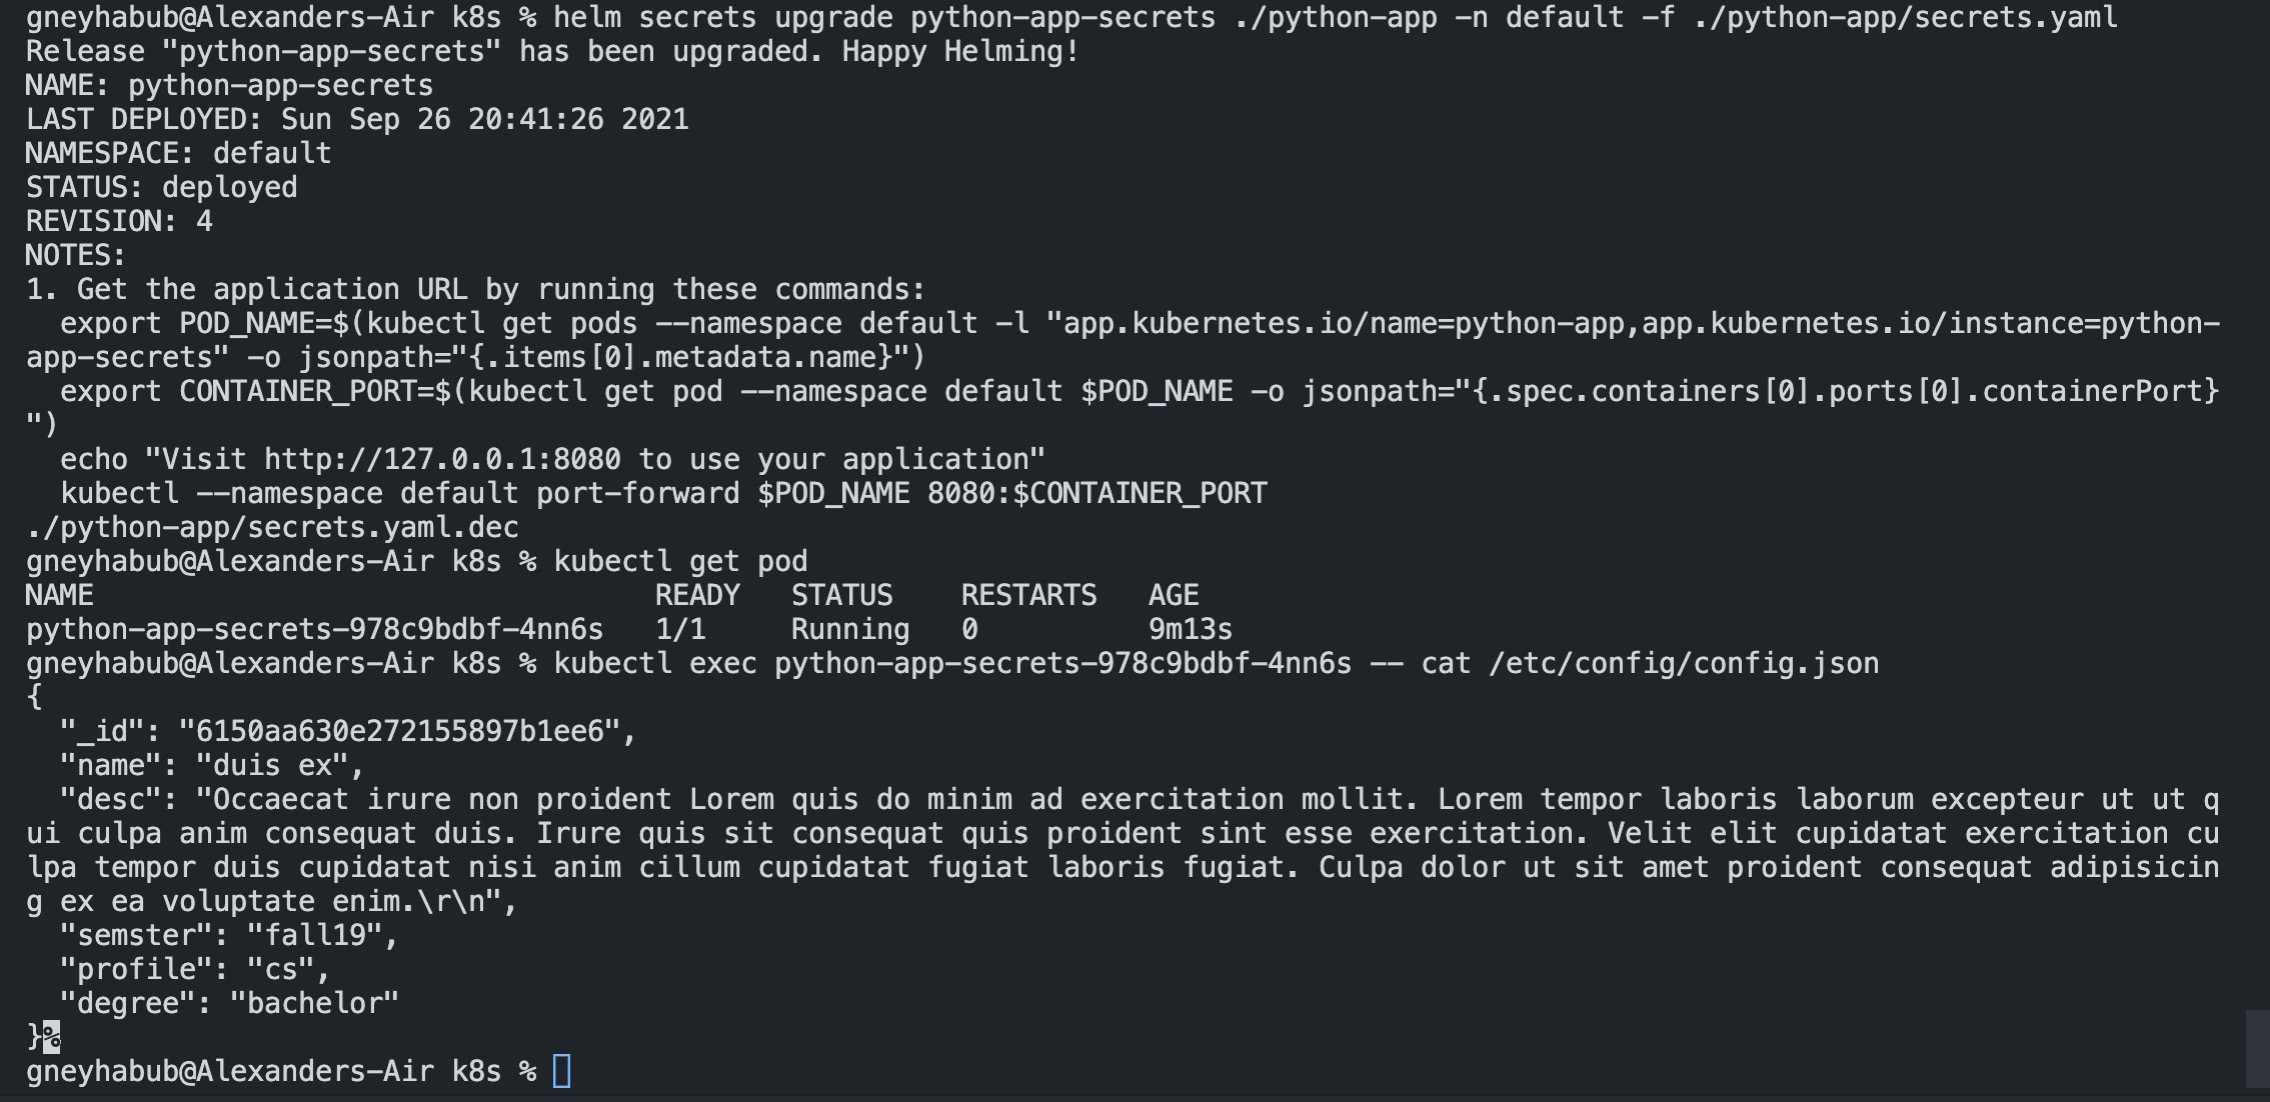 gneyhabub@Alexanders-Air k8s % helm secrets upgrade python-app-secrets ./python-app -n default -f ./python-app/secrets.yaml
Release "python-app-secrets" has been upgraded. Happy Helming!
NAME: python-app-secrets
LAST DEPLOYED: Sun Sep 26 20:41:26 2021
NAMESPACE: default
STATUS: deployed
REVISION: 4
NOTES:
1. Get the application URL by running these commands:
  export POD_NAME=$(kubectl get pods --namespace default -l "app.kubernetes.io/name=python-app,app.kubernetes.io/instance=python-
app-secrets" -o jsonpath="{.items[0].metadata.name}")
  export CONTAINER_PORT=$(kubectl get pod --namespace default $POD_NAME -o jsonpath="{.spec.containers[0].ports[0].containerPort}
")
  echo "Visit http://127.0.0.1:8080 to use your application"
  kubectl --namespace default port-forward $POD_NAME 8080:$CONTAINER_PORT
./python-app/secrets.yaml.dec
gneyhabub@Alexanders-Air k8s % kubectl get pod
NAME                                 READY   STATUS    RESTARTS   AGE
python-app-secrets-978c9bdbf-4nn6s   1/1     Running   0          9m13s
gneyhabub@Alexanders-Air k8s % kubectl exec python-app-secrets-978c9bdbf-4nn6s -- cat /etc/config/config.json
{
  "_id": "6150aa630e272155897b1ee6",
  "name": "duis ex",
  "desc": "Occaecat irure non proident Lorem quis do minim ad exercitation mollit. Lorem tempor laboris laborum excepteur ut ut q
ui culpa anim consequat duis. Irure quis sit consequat quis proident sint esse exercitation. Velit elit cupidatat exercitation cu
lpa tempor duis cupidatat nisi anim cillum cupidatat fugiat laboris fugiat. Culpa dolor ut sit amet proident consequat adipisicin
g ex ea voluptate enim.\r\n",
  "semster": "fall19",
  "profile": "cs",
  "degree": "bachelor"
}%
gneyhabub@Alexanders-Air k8s %